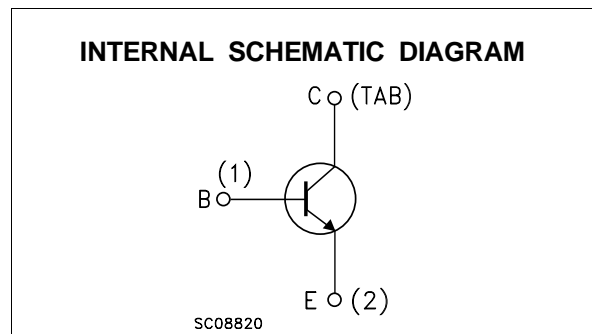 INTERNAL SCHEMATIC DIAGRAM
C (TAB)
(1)
B
E (2)
SC08820